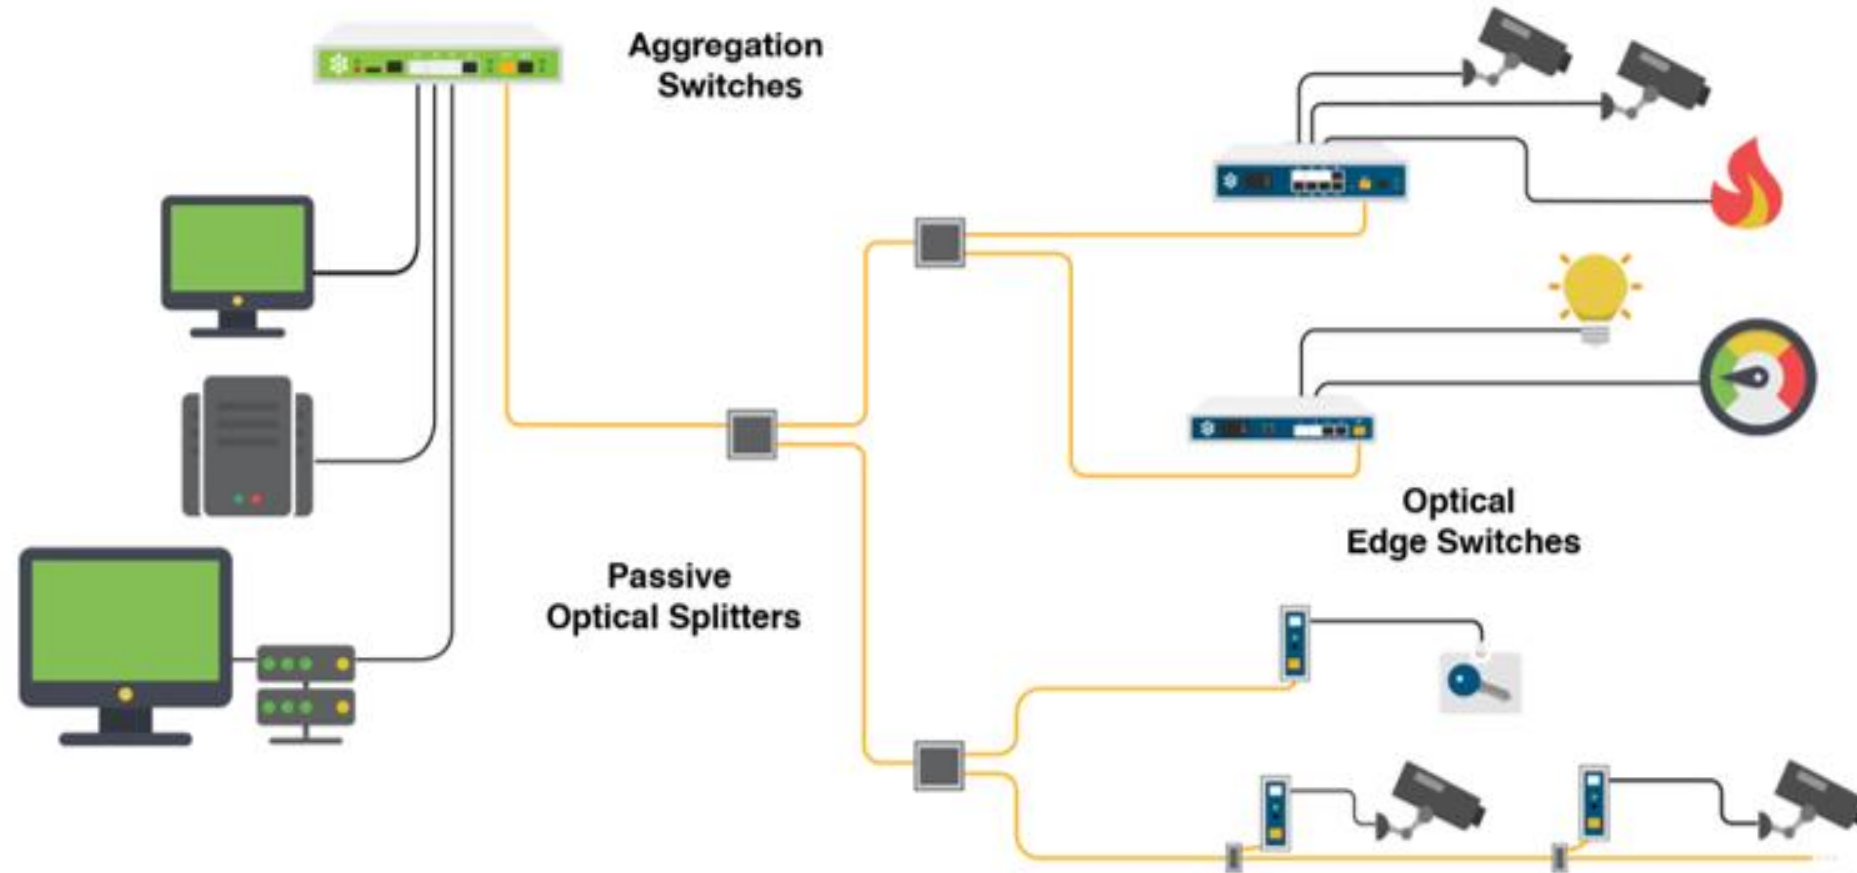 Aggregation
Switches
Optical
Edge Switches
Passive
Optical Splitters